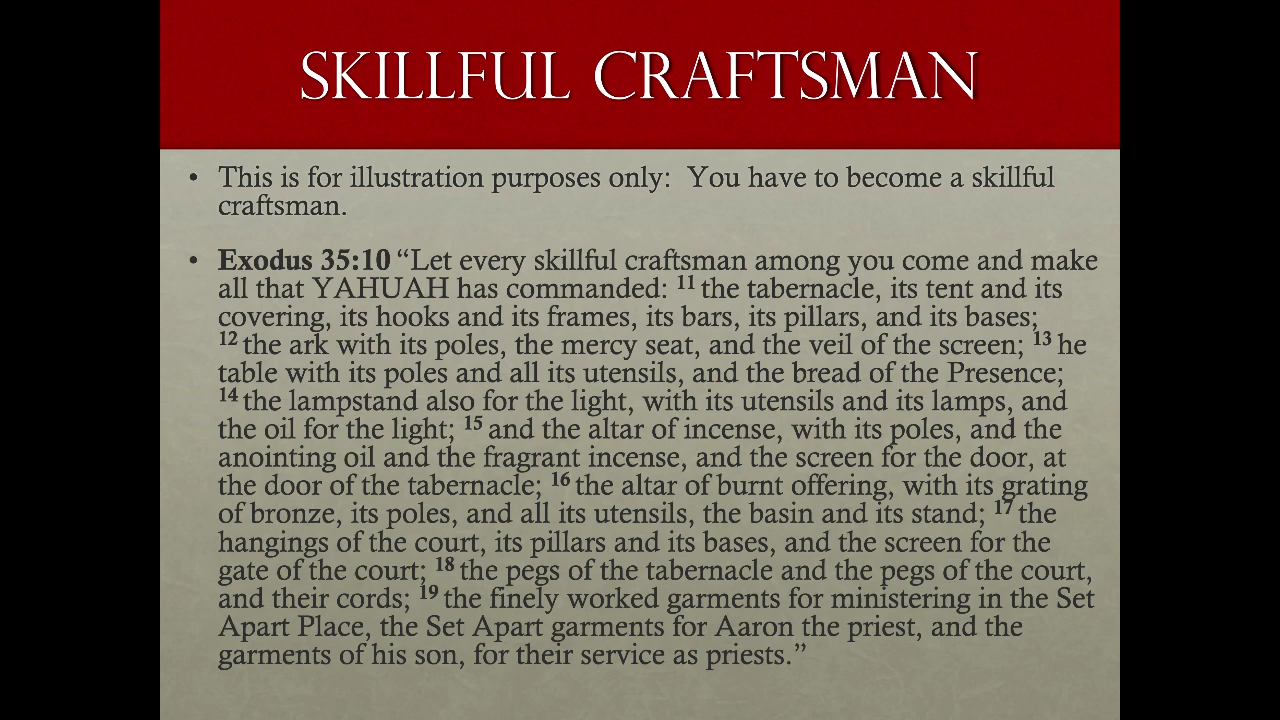 SKILLFUL CRAFTSMAN
• This is for illustration purposes only: You have to become a skillful
craftsman.
• Exodus 35:10 “Let every skillful craftsman among you come and make
all that YAHUAH has commanded: 11 the tabernacle, its tent and its
covering, its hooks and its frames, its bars, its pillars, and its bases;
12 the ark with its poles, the mercy seat, and the veil of the screen; 13 he
table with its poles and all its utensils, and the bread of the Presence;
14 the lampstand also for the light, with its utensils and its lamps, and
the oil for the light; 15 and the altar of incense, with its poles, and the
anointing oil and the fragrant incense, and the screen for the door, at
the door of the tabernacle; 16 the altar of burnt offering, with its grating
of bronze, its poles, and all its utensils, the basin and its stand; 17 the
hangings of the court, its pillars and its bases, and the screen for the
gate of the court; 18 the pegs of the tabernacle and the pegs of the court,
and their cords; 19 the finely worked garments for ministering in the Set
Apart Place, the Set Apart garments for Aaron the priest, and the
garments of his son, for their service as priests.”